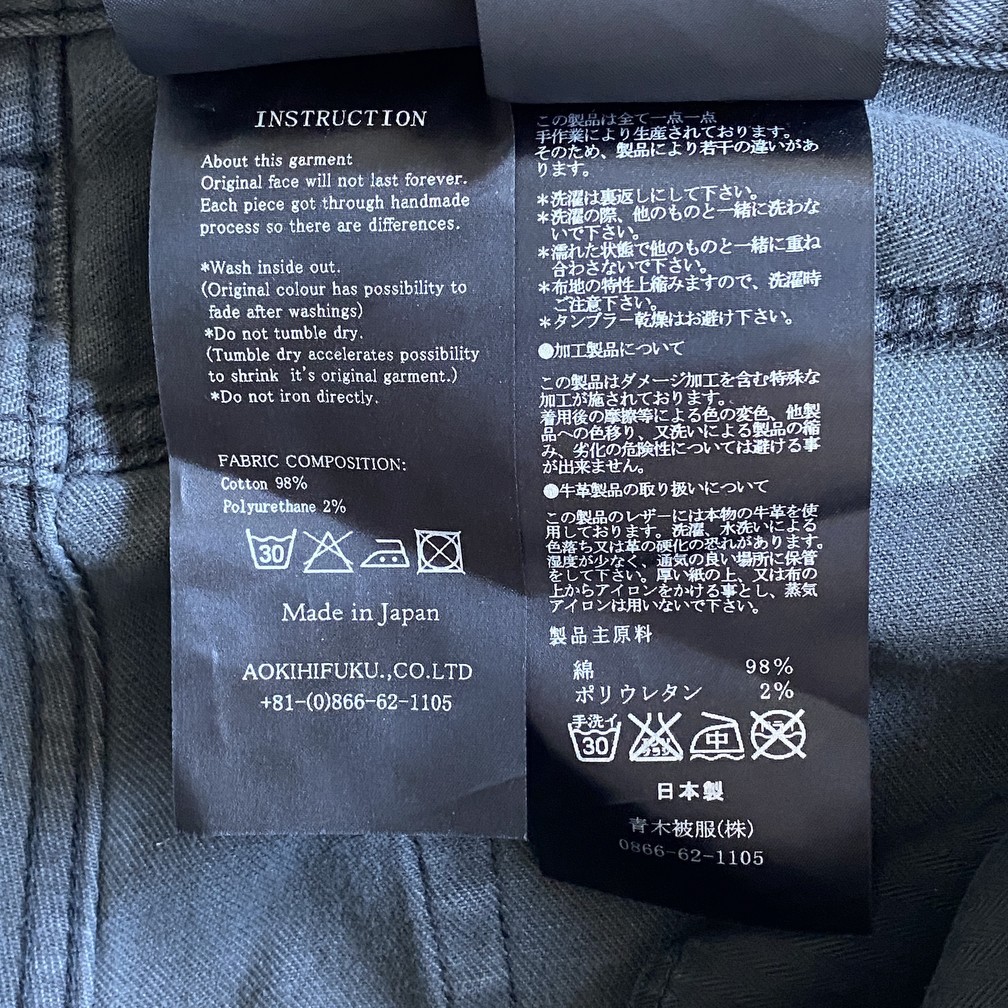 INSTRUCTION
About this garment
Original face will not last forever.
Each piece got through handmade
process so there are differences.
*Wash inside out.
(Original colour has possibility to
fade after washings)
*Do not tumble dry.
(Tumble dry accelerates possibility
to shrink it's original garment.)
*Do not iron directly.
FABRIC COMPOSITION:
Cotton 98%
Polyurethane 2%
30
Made in Japan
AOKIHIFUKU.,CO.LTD
+81-(0)866-62-1105
この製品は全て一点一点
手作業により生産されております。
そのため、製品により若干の違いがあ
ります。
*洗濯は裏返しにして下さい。
*洗濯の際、他のものと一緒に洗わな
いで下さい。
*濡れた状態で他のものと一緒に重ね
合わさないで下さい。
*布地の特性上縮みますので、洗濯時
ご注意下さい。
*タンブラー乾燥はお避け下さい。
●加工製品について
この製品はダメージ加工を含む特殊な
加工が施されております。
着用後の摩擦等による色の変色、他製
品への色移り、又洗いによる製品の縮
み、劣化の危険性については避ける事
が出来ません。
●牛革製品の取り扱いについて
この製品のレザーには本物の牛革を使
用しております。洗濯、水洗いによる
色落ち又は革の硬化の恐れがあります。
湿度が少なく、通気の良い場所に保管
をして下さい。厚い紙の上、又は布の
上からアイロンをかける事とし、蒸気
アイロンは用いないで下さい。
製品主原料
綿 98%
ポリウレタン 2%
手洗イ
30 中
日本製
青木被服(株)
0866-62-1105